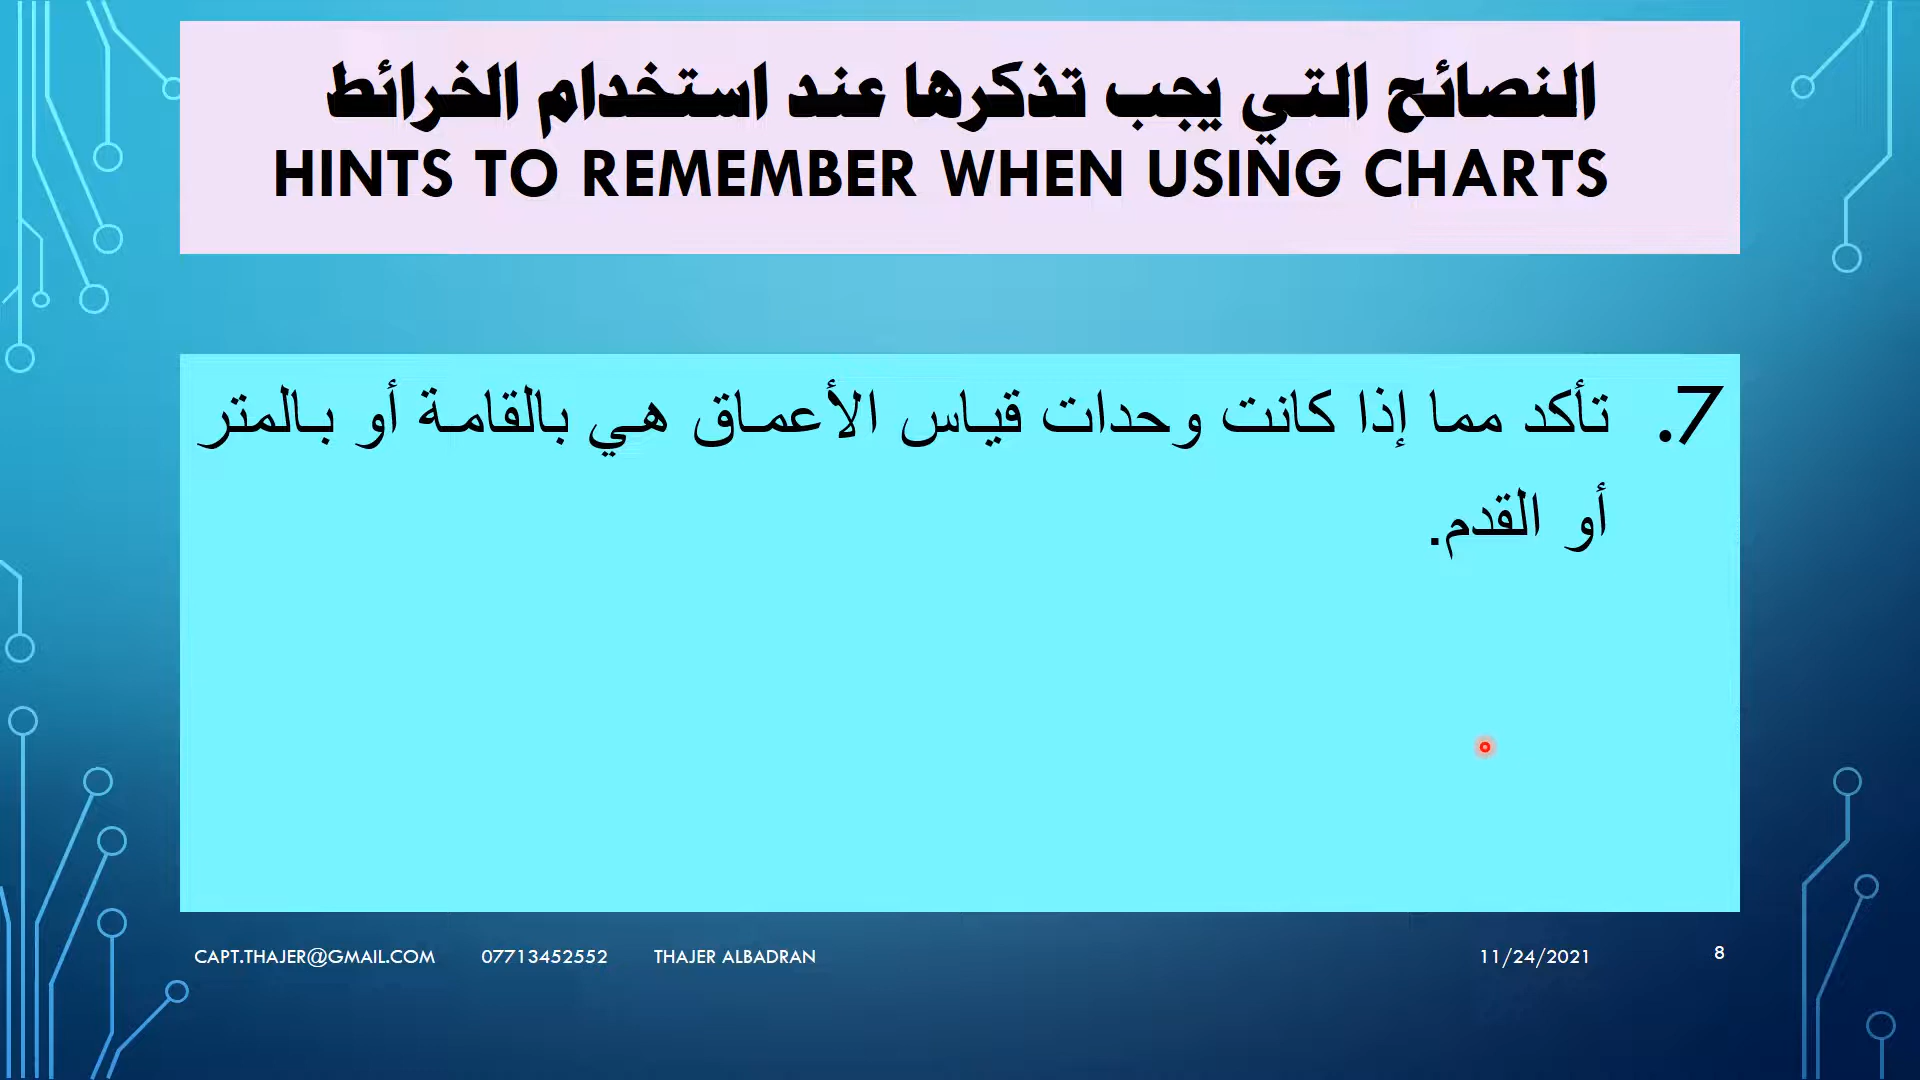 النصائح التي يجب تذكرها عند استخدام الخرائط
HINTS TO REMEMBER WHEN USING CHARTS
7. تأكد مما إذا كانت وحدات قياس الأعماق هي بالقامة أو بالمتر
أو القدم.
CAPT.THAJER@GMAIL.COM 07713452552 THAJER ALBADRAN 11/24/2021 8